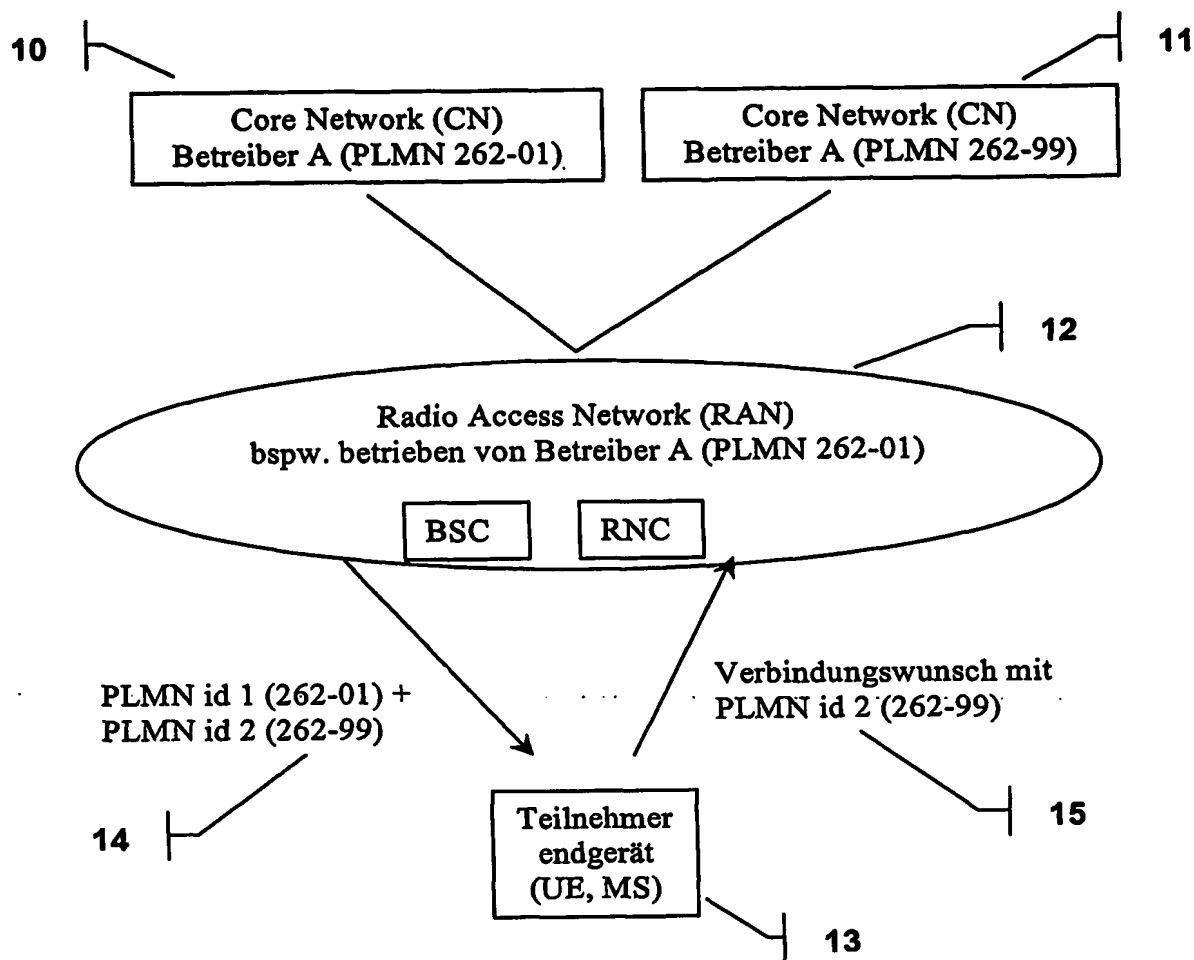 10
11
Core Network (CN)
Betreiber A (PLMN 262-01)
Core Network (CN)
Betreiber A (PLMN 262-99)
12
Radio Access Network (RAN)
bspw. betrieben von Betreiber A (PLMN 262-01)
BSC
RNC
PLMN id 1 (262-01) +
PLMN id 2 (262-99)
Verbindungswunsch mit
PLMN id 2 (262-99)
14
15
Teilnehmer
endgerät
(UE, MS)
13